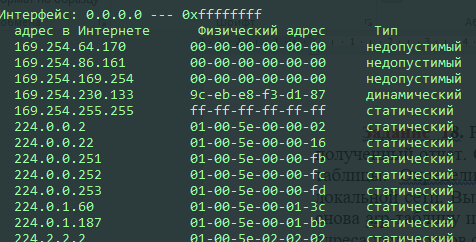 Интерфейс: 0.0.0.0 --- 0xffffffff
адрес в Интернете Физический адрес Тип
169.254.64.170 00-00-00-00-00-00 недопустимый
169.254.86.161 00-00-00-00-00-00 недопустимый
169.254.169.254 00-00-00-00-00-00 недопустимый
169.254.230.133 9c-eb-e8-f3-d1-87 динамический
169.254.255.255 ff-ff-ff-ff-ff-ff статический
224.0.0.2 01-00-5e-00-00-02 статический
224.0.0.22 01-00-5e-00-00-16 статический
224.0.0.251 01-00-5e-00-00-fb статический
224.0.0.252 01-00-5e-00-00-fc статический
224.0.0.253 01-00-5e-00-00-fd статический
224.0.1.60 01-00-5e-00-01-3c статический
224.0.1.187 01-00-5e-00-01-bb статический
224.2.2.2 01-00-5e-02-02-02 статический